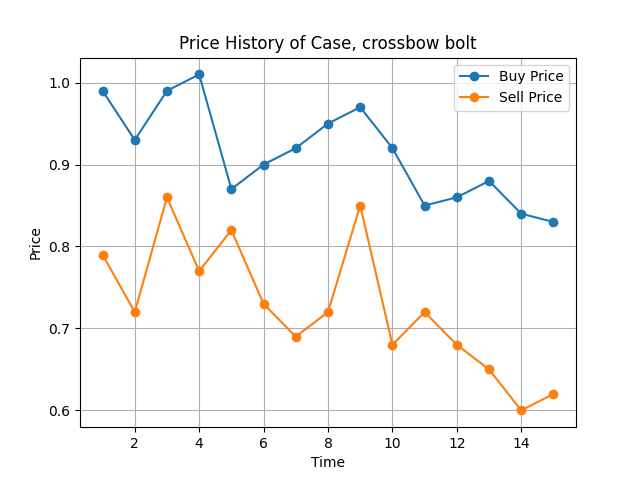 Price History of Case, crossbow bolt
Buy Price
Sell Price
Price
1.0
0.9
0.8
0.7
0.6
2 4 6 8 10 12 14
Time